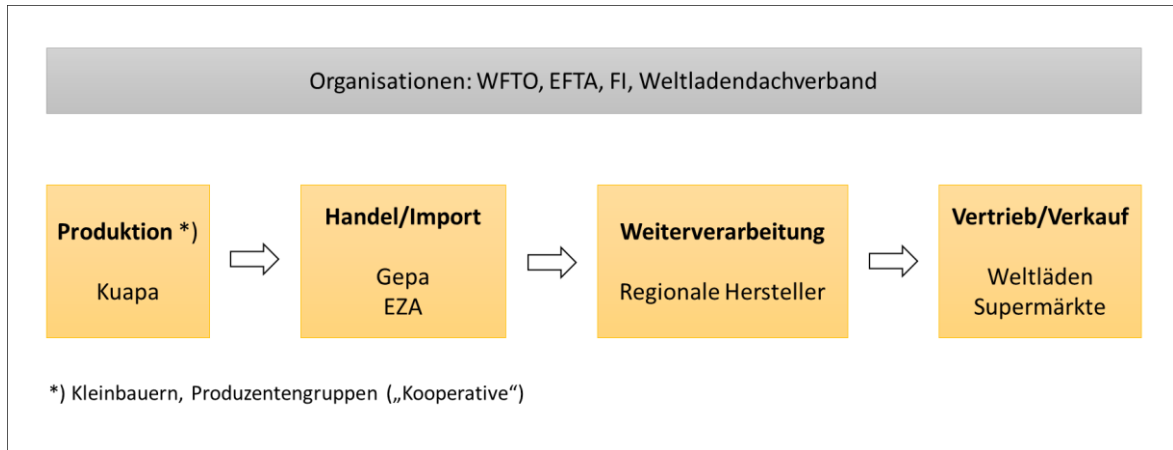 Organisationen: WFTO, EFTA, FI, Weltladendachverband
Produktion *)
Kuapa
Handel/Import
Gepa
EZA
Weiterverarbeitung
Regionale Hersteller
Vertrieb/Verkauf
Weltläden
Supermärkte
*) Kleinbauern, Produzentengruppen („Kooperative“)